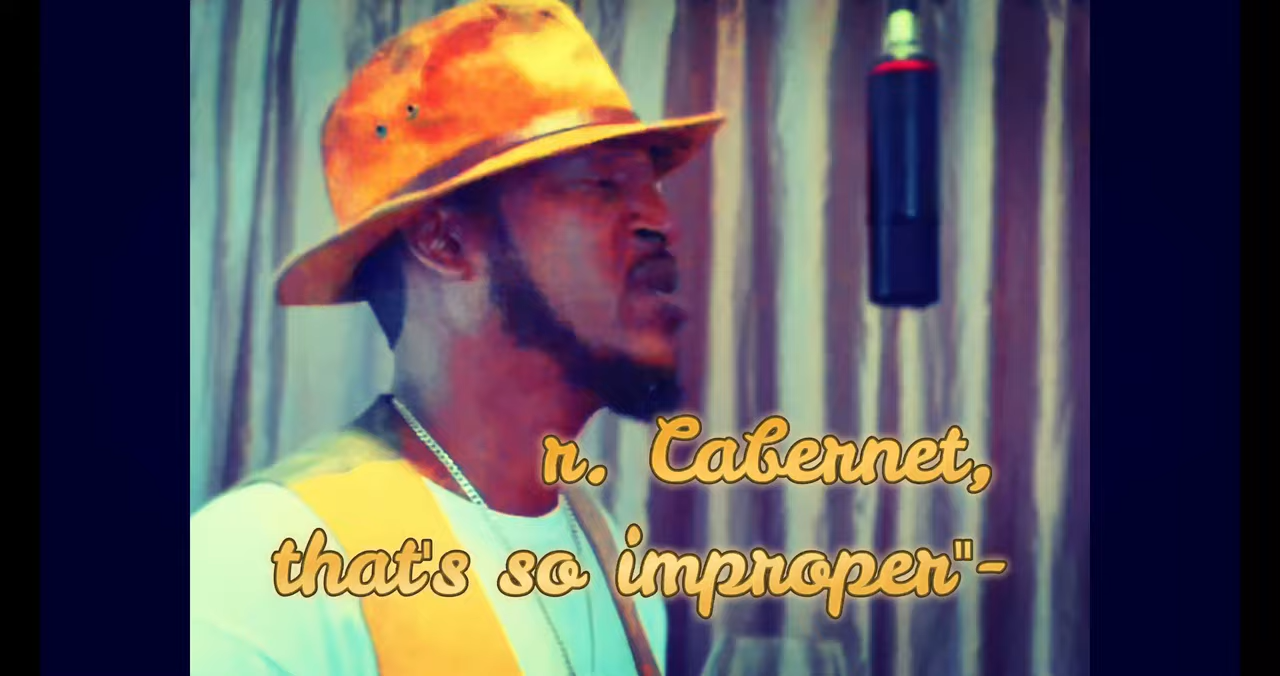 r. Cabernet,
that's so improper"-